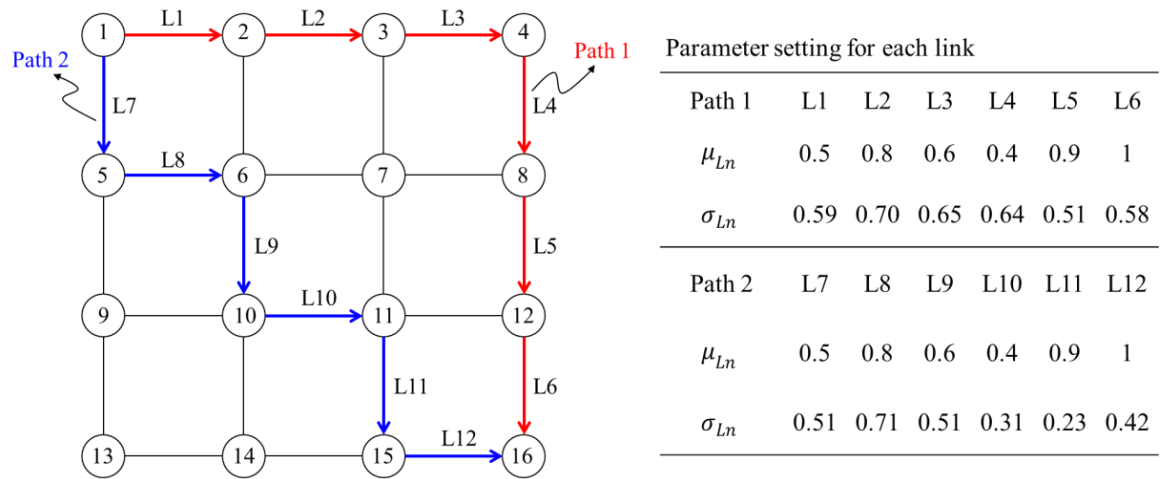 L1 L2 L3
1 2 3 4
Path 2 Path 1
L7 L4
L8
5 6 7 8
L9 L5
L10
9 10 11 12
L11 L6
L12
13 14 15 16
Parameter setting for each link
Path 1 L1 L2 L3 L4 L5 L6
μLn 0.5 0.8 0.6 0.4 0.9 1
σLn 0.59 0.70 0.65 0.64 0.51 0.58
Path 2 L7 L8 L9 L10 L11 L12
μLn 0.5 0.8 0.6 0.4 0.9 1
σLn 0.51 0.71 0.51 0.31 0.23 0.42